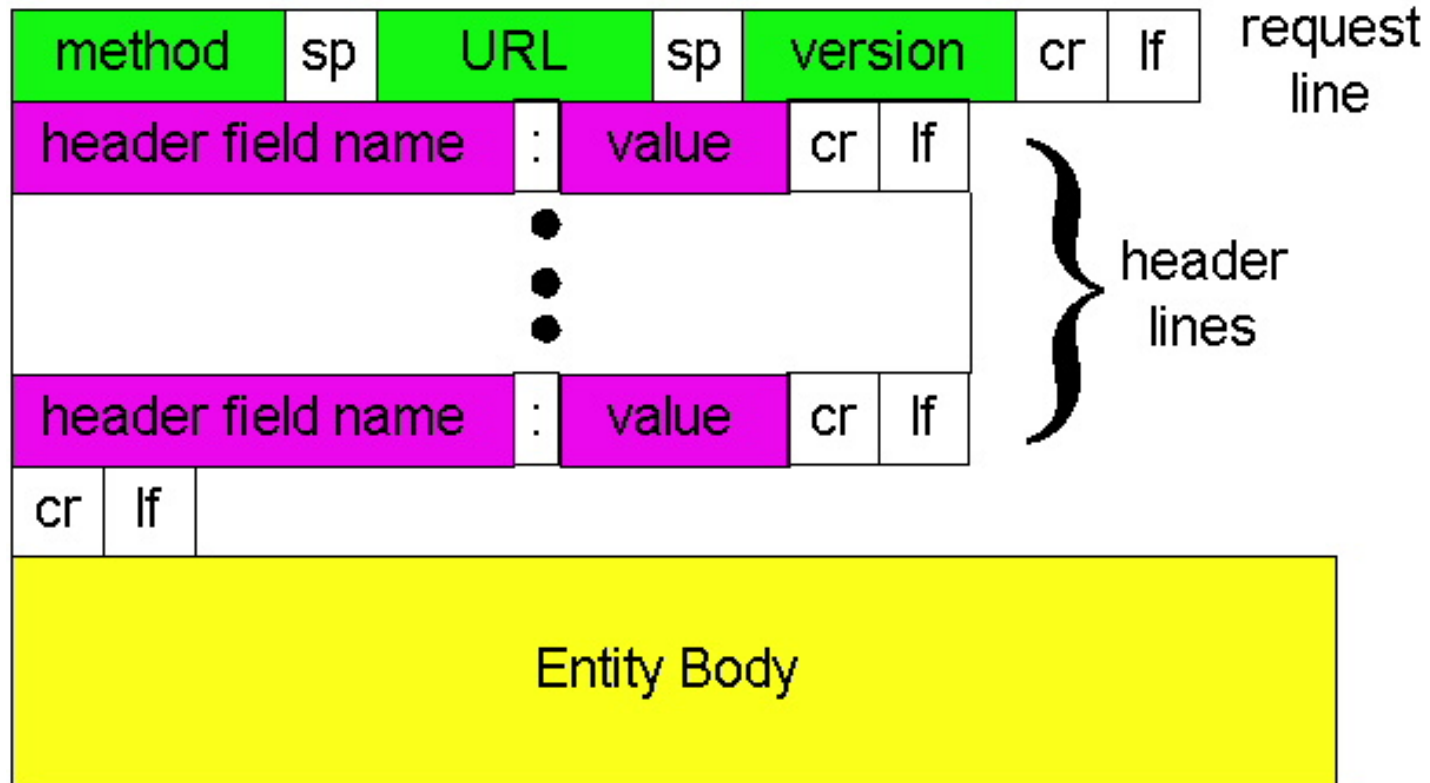 method sp URL sp version cr lf
request
line
header field name : value cr lf
header
lines
header field name : value cr lf
cr lf
Entity Body